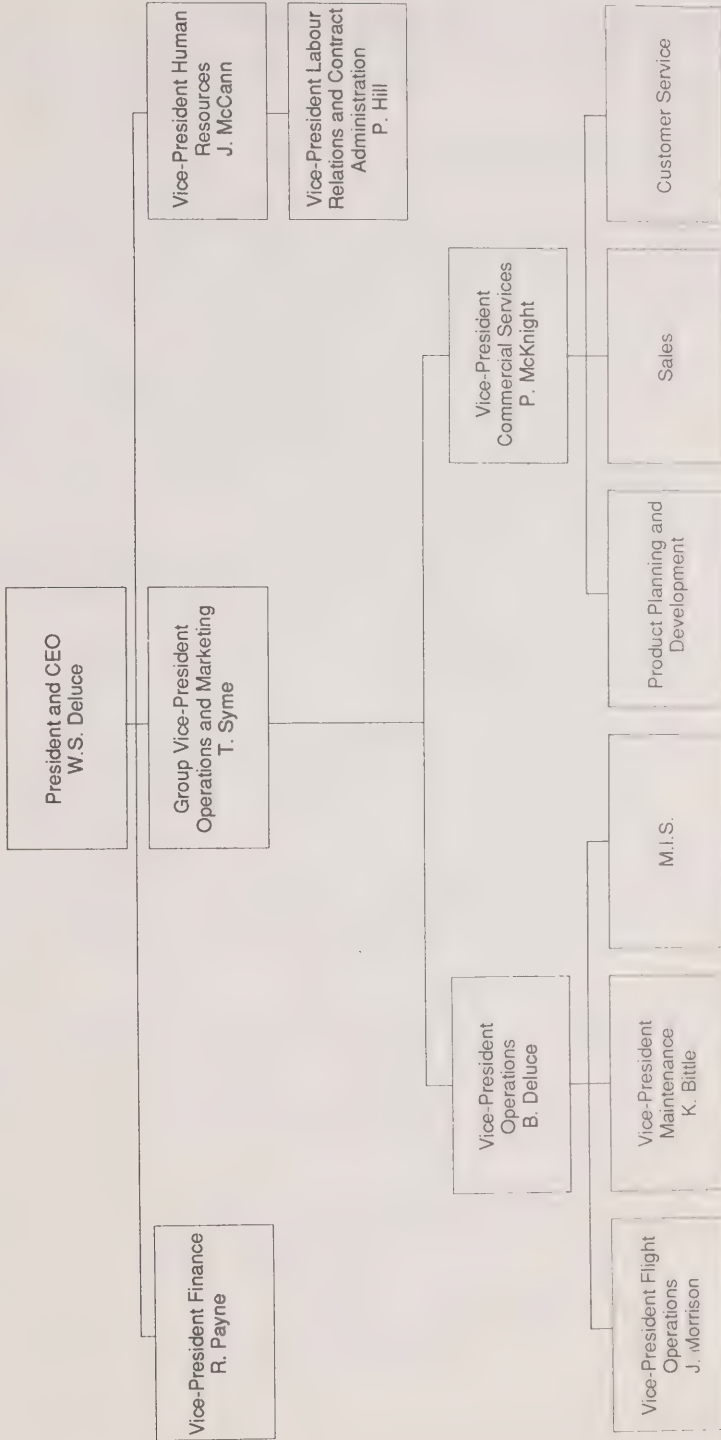 President and CEO
W.S. Deluce
Vice-President Finance
R. Payne
Group Vice-President
Operations and Marketing
T. Syme
Vice-President Human
Resources
J. McCann
Vice-President Labour
Relations and Contract
Administration
P. Hill
Vice-President
Operations
B. Deluce
Vice-President
Commercial Services
P. McKnight
Vice-President Flight
Operations
J. Morrison
Vice-President
Maintenance
K. Bittle
M.I.S.
Product Planning and
Development
Sales
Customer Service